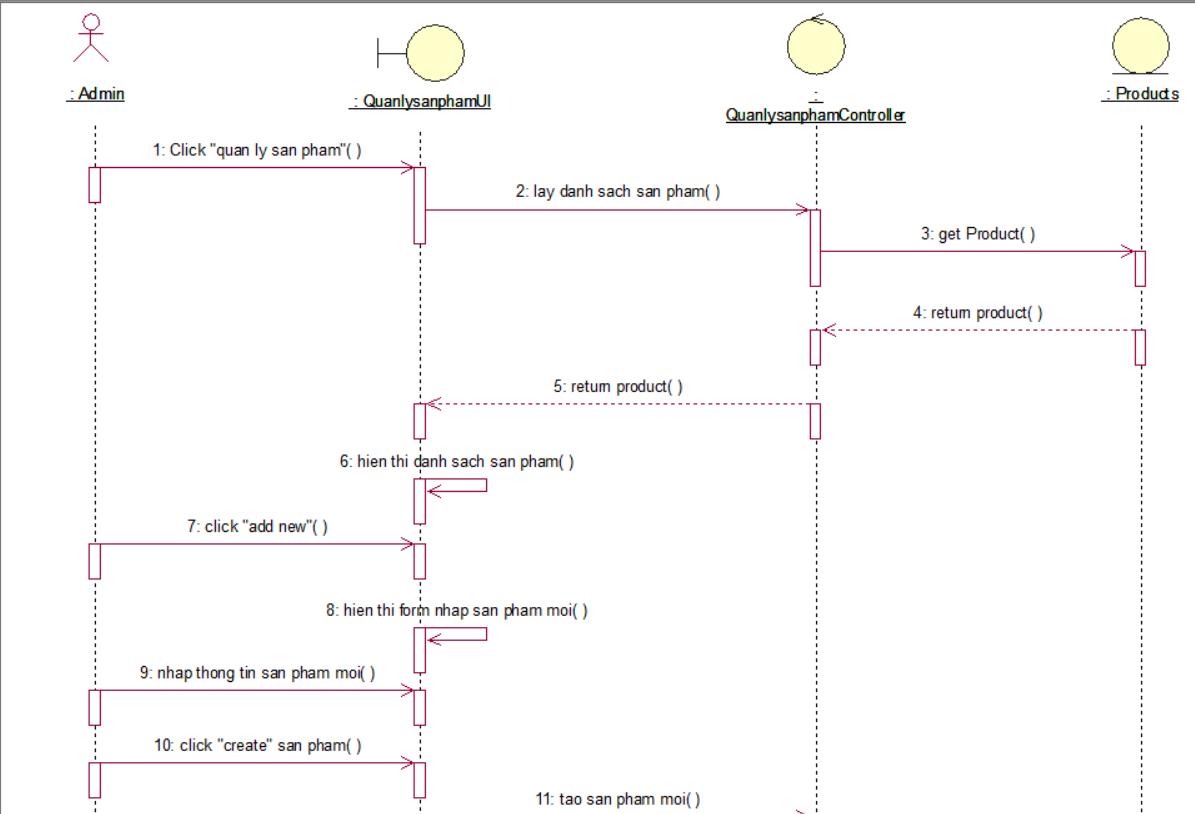 : Admin
: QuanlysanphamUI
:
QuanlysanphamController
: Products
1: Click "quan ly san pham"( )
2: lay danh sach san pham( )
3: get Product( )
4: return product( )
5: return product( )
6: hien thi danh sach san pham( )
7: click "add new"( )
8: hien thi form nhap san pham moi( )
9: nhap thong tin san pham moi( )
10: click "create" san pham( )
11: tao san pham moi( )